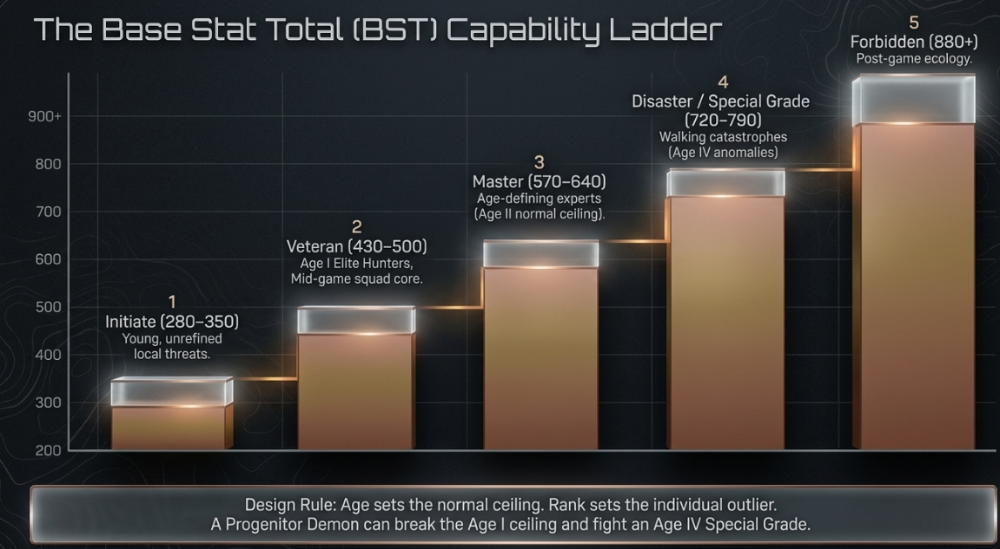 The Base Stat Total (BST) Capability Ladder
5
Forbidden (880+)
Post-game ecology.
4
Disaster / Special Grade
(720–790)
Walking catastrophes
(Age IV anomalies)
3
Master (570–640)
Age-defining experts
(Age II normal ceiling).
2
Veteran (430–500)
Age I Elite Hunters,
Mid-game squad core.
1
Initiate (280–350)
Young, unrefined
local threats.
900+
800
700
600
500
400
300
200
Design Rule: Age sets the normal ceiling. Rank sets the individual outlier.
A Progenitor Demon can break the Age I ceiling and fight an Age IV Special Grade.